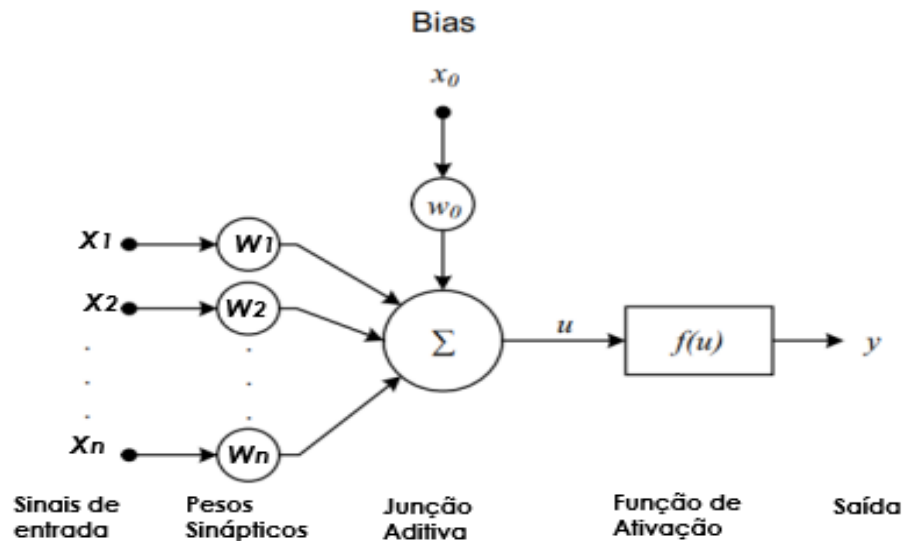 Bias
x0
w0
X1
W1
X2
W2
Σ
u
f(u)
y
. .
. .
. .
Xn
Wn
Sinais de
entrada
Pesos
Sinápticos
Junção
Aditiva
Função de
Ativação
Saída